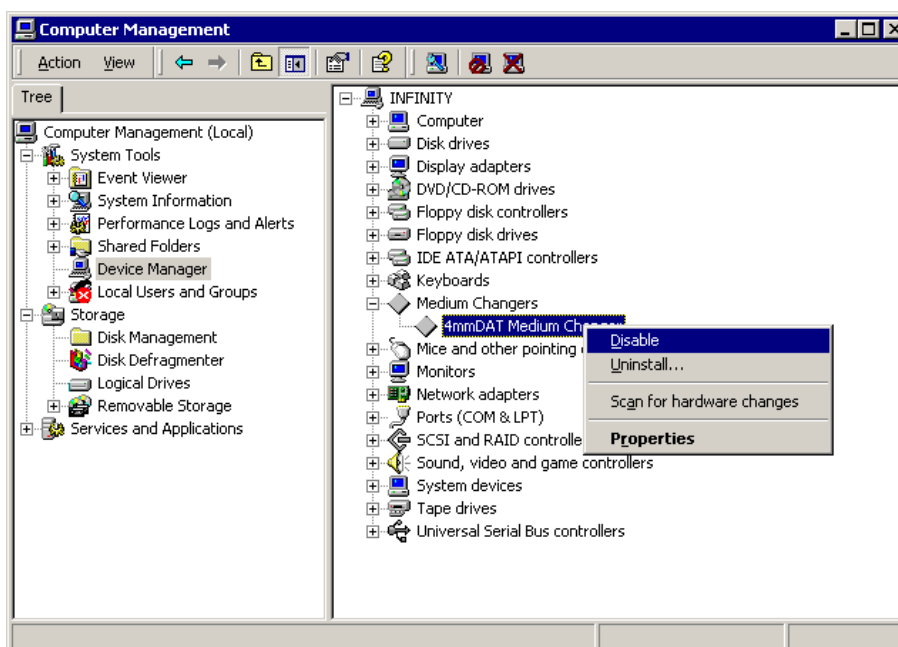 Computer Management
Action View
Tree
Computer Management (Local)
System Tools
Event Viewer
System Information
Performance Logs and Alerts
Shared Folders
Device Manager
Local Users and Groups
Storage
Disk Management
Disk Defragmenter
Logical Drives
Removable Storage
Services and Applications
INFINITY
Computer
Disk drives
Display adapters
DVD/CD-ROM drives
Floppy disk controllers
Floppy disk drives
IDE ATA/ATAPI controllers
Keyboards
Medium Changers
4mmDAT Medium Changer
Mice and other pointing
Monitors
Network adapters
Ports (COM & LPT)
SCSI and RAID controlle
Sound, video and game controllers
System devices
Tape drives
Universal Serial Bus controllers
Disable
Uninstall...
Scan for hardware changes
Properties